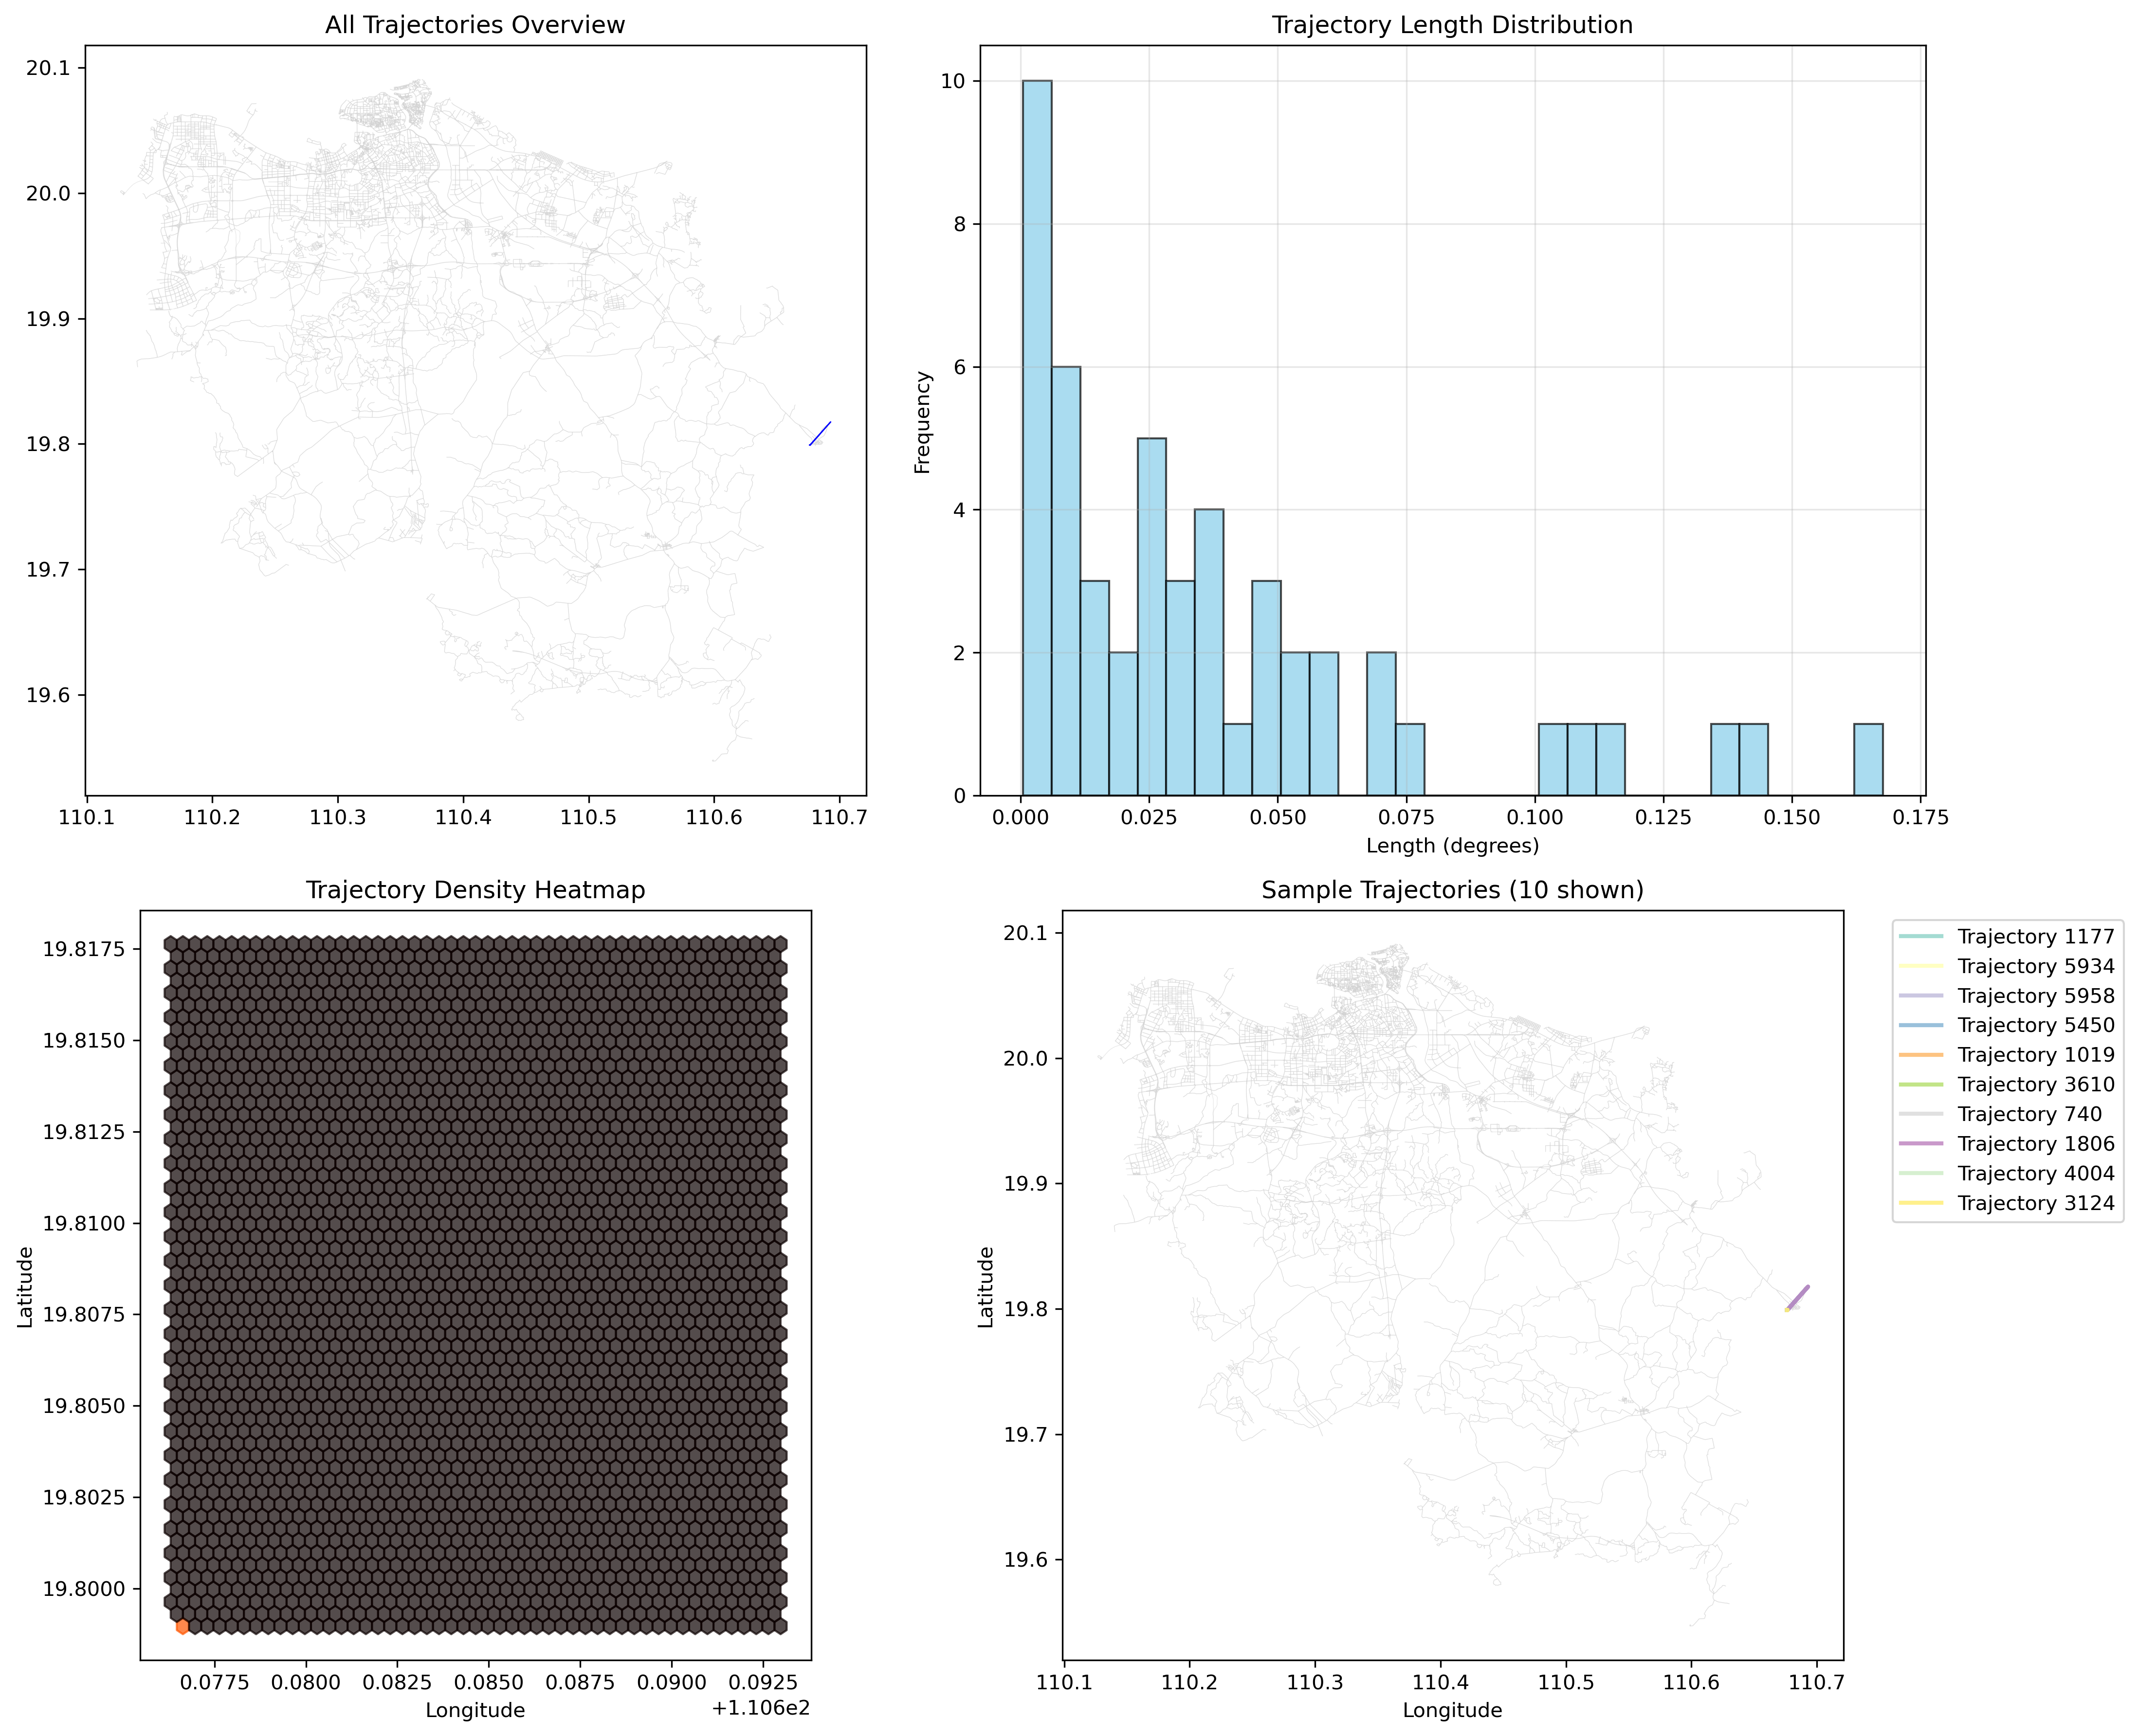 All Trajectories Overview
20.1
20.0
19.9
19.8
19.7
19.6
110.1 110.2 110.3 110.4 110.5 110.6 110.7
Trajectory Length Distribution
Frequency
10
8
6
4
2
0
0.000 0.025 0.050 0.075 0.100 0.125 0.150 0.175
Length (degrees)
Trajectory Density Heatmap
Latitude
19.8175
19.8150
19.8125
19.8100
19.8075
19.8050
19.8025
19.8000
0.0775 0.0800 0.0825 0.0850 0.0875 0.0900 0.0925
+1.106e2
Longitude
Sample Trajectories (10 shown)
Latitude
20.1
20.0
19.9
19.8
19.7
19.6
110.1 110.2 110.3 110.4 110.5 110.6 110.7
Longitude
Trajectory 1177
Trajectory 5934
Trajectory 5958
Trajectory 5450
Trajectory 1019
Trajectory 3610
Trajectory 740
Trajectory 1806
Trajectory 4004
Trajectory 3124